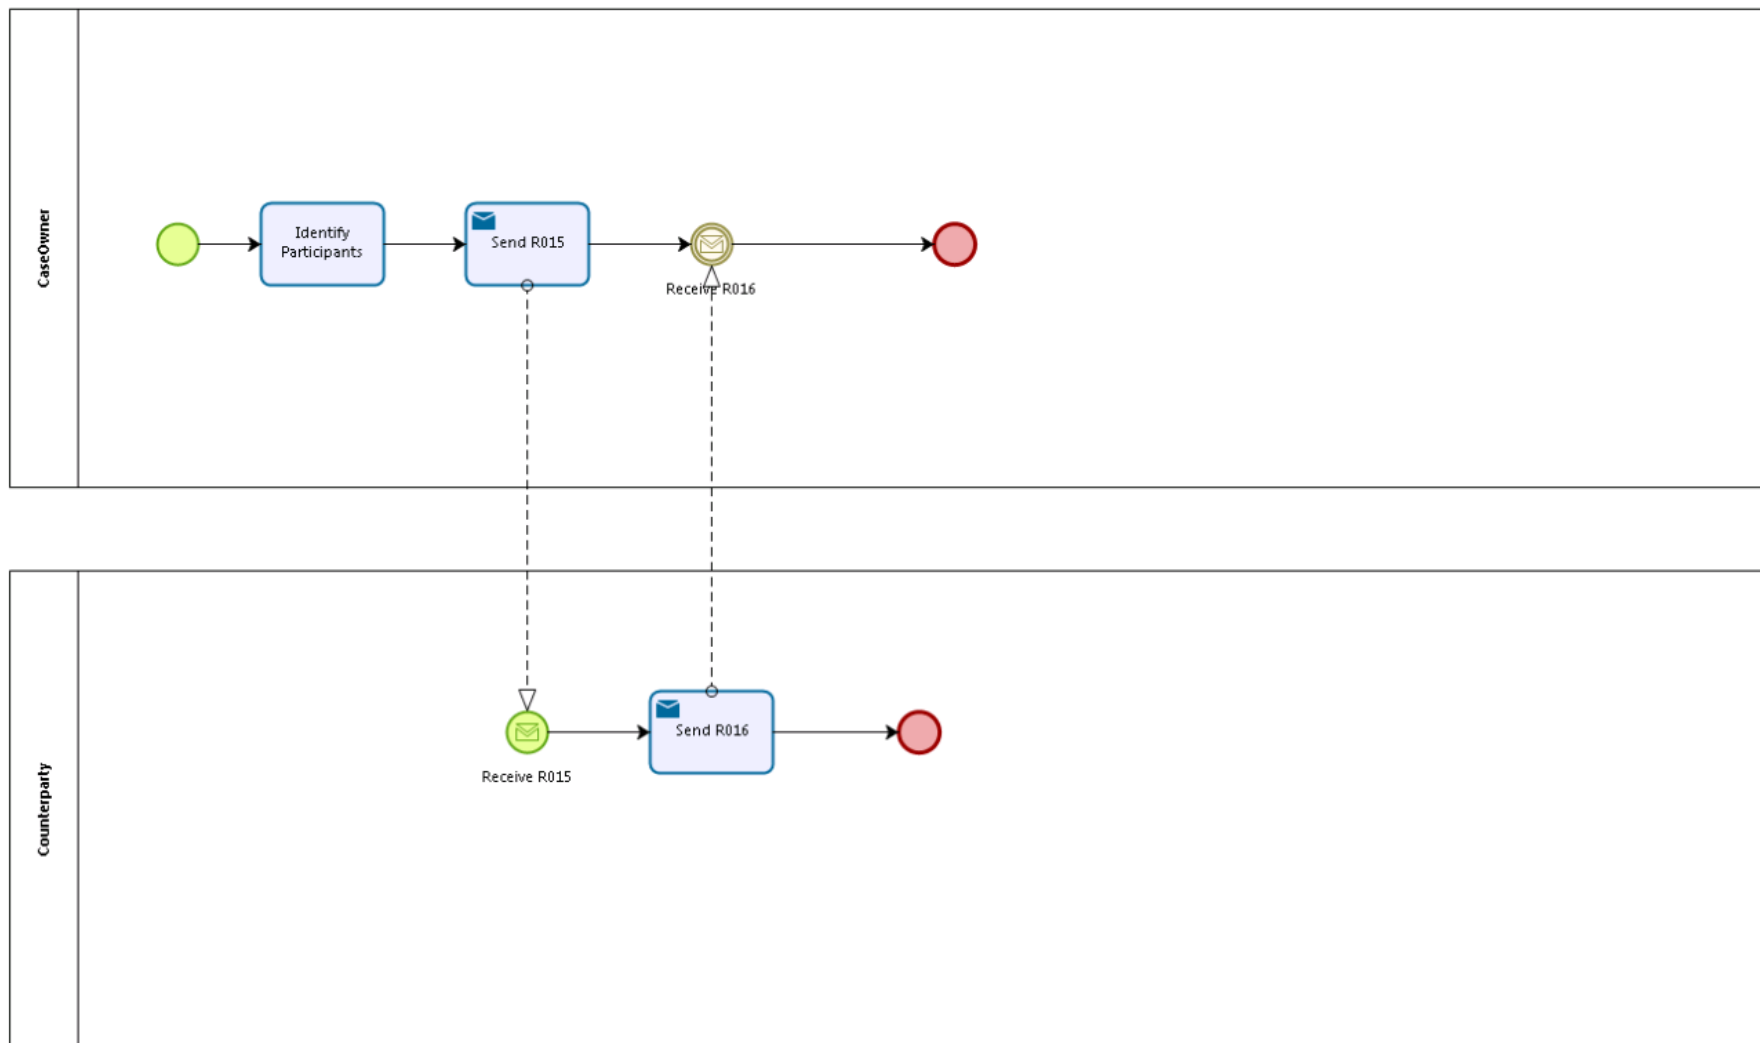 CaseOwner
Identify
Participants
Send R015
Receive R016
Counterparty
Send R016
Receive R015